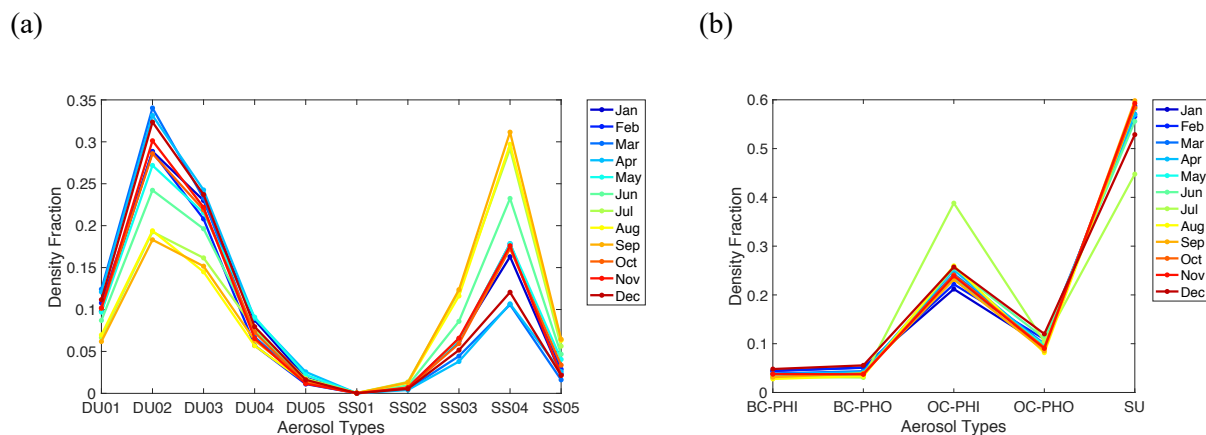 (a)
(b)
0.35
0.3
0.25
0.2
0.15
0.1
0.05
0
Density Fraction
DU01 DU02 DU03 DU04 DU05 SS01 SS02 SS03 SS04 SS05
Aerosol Types
Jan
Feb
Mar
Apr
May
Jun
Jul
Aug
Sep
Oct
Nov
Dec
0.6
0.5
0.4
0.3
0.2
0.1
0
Density Fraction
BC-PHI BC-PHO OC-PHI OC-PHO SU
Aerosol Types
Jan
Feb
Mar
Apr
May
Jun
Jul
Aug
Sep
Oct
Nov
Dec